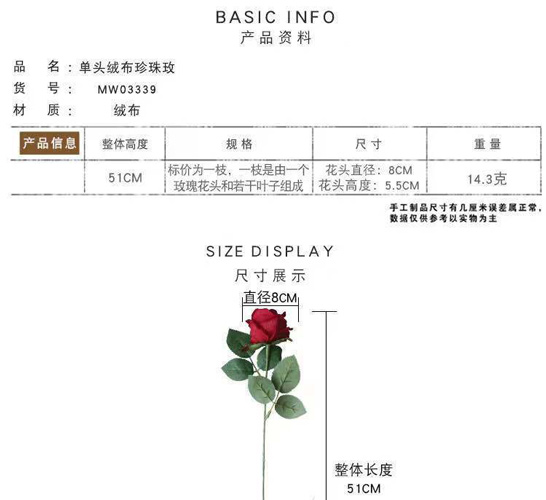 BASIC INFO
产品资料
品 名：单头绒布珍珠玫
货 号： MW03339
材 质： 绒布
产品信息 整体高度 规格 尺寸 重量
51CM 标价为一枝，一枝是由一个 花头直径：8CM 14.3克
玫瑰花头和若干叶子组成 花头高度：5.5CM
手工制品尺寸有几厘米误差属正常，
数据仅供参考以实物为主
SIZE DISPLAY
尺寸展示
直径8CM
整体长度
51CM